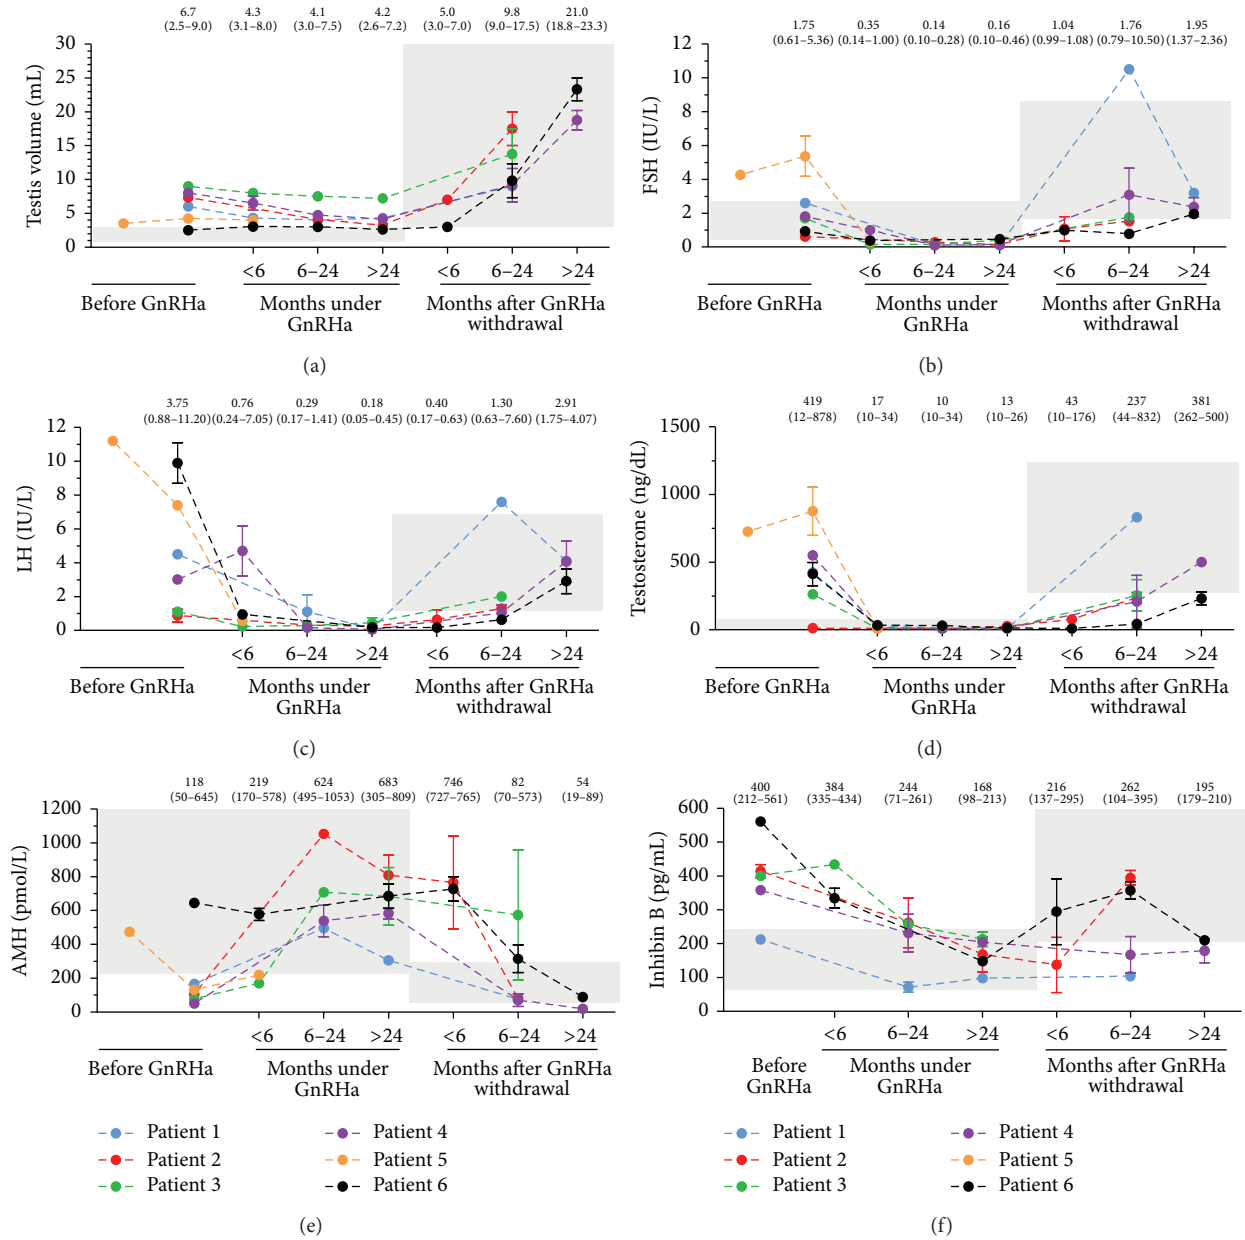 6.7 4.3 4.1 4.2 5.0 9.8 21.0
(2.5–9.0) (3.1–8.0) (3.0–7.5) (2.6–7.2) (3.0–7.0) (9.0–17.5) (18.8–23.3)
Testis volume (mL)
30
25
20
15
10
5
0
<6 6–24 >24 <6 6–24 >24
Before GnRHa
Months under
GnRHa
Months after GnRHa
withdrawal
(a)
1.75 0.35 0.14 0.16 1.04 1.76 1.95
(0.61–5.36) (0.14–1.00) (0.10–0.28) (0.10–0.46) (0.99–1.08) (0.79–10.50) (1.37–2.36)
FSH (IU/L)
12
10
8
6
4
2
0
<6 6–24 >24 <6 6–24 >24
Before GnRHa
Months under
GnRHa
Months after GnRHa
withdrawal
(b)
3.75 0.76 0.29 0.18 0.40 1.30 2.91
(0.88–11.20) (0.24–7.05) (0.17–1.41) (0.05–0.45) (0.17–0.63) (0.63–7.60) (1.75–4.07)
LH (IU/L)
12
10
8
6
4
2
0
<6 6–24 >24 <6 6–24 >24
Before GnRHa
Months under
GnRHa
Months after GnRHa
withdrawal
(c)
419 17 10 13 43 237 381
(12–878) (10–34) (10–34) (10–26) (10–176) (44–832) (262–500)
Testosterone (ng/dL)
1500
1000
500
0
<6 6–24 >24 <6 6–24 >24
Before GnRHa
Months under
GnRHa
Months after GnRHa
withdrawal
(d)
118 219 624 683 746 82 54
(50–645) (170–578) (495–1053) (305–809) (727–765) (70–573) (19–89)
AMH (pmol/L)
1200
1000
800
600
400
200
0
<6 6–24 >24 <6 6–24 >24
Before GnRHa
Months under
GnRHa
Months after GnRHa
withdrawal
Patient 1
Patient 2
Patient 3
Patient 4
Patient 5
Patient 6
(e)
400 384 244 168 216 262 195
(212–561) (335–434) (71–261) (98–213) (137–295) (104–395) (179–210)
Inhibin B (pg/mL)
600
500
400
300
200
100
0
<6 6–24 >24 <6 6–24 >24
Before
GnRHa
Months under
GnRHa
Months after GnRHa
withdrawal
Patient 1
Patient 2
Patient 3
Patient 4
Patient 5
Patient 6
(f)